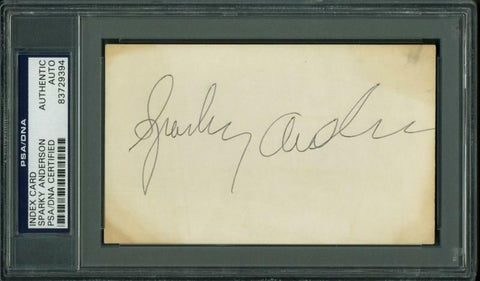 PSA/DNA
INDEX CARD
SPARKY ANDERSON
PSA/DNA CERTIFIED
AUTHENTIC
AUTO
83729394
Sparky Anderson